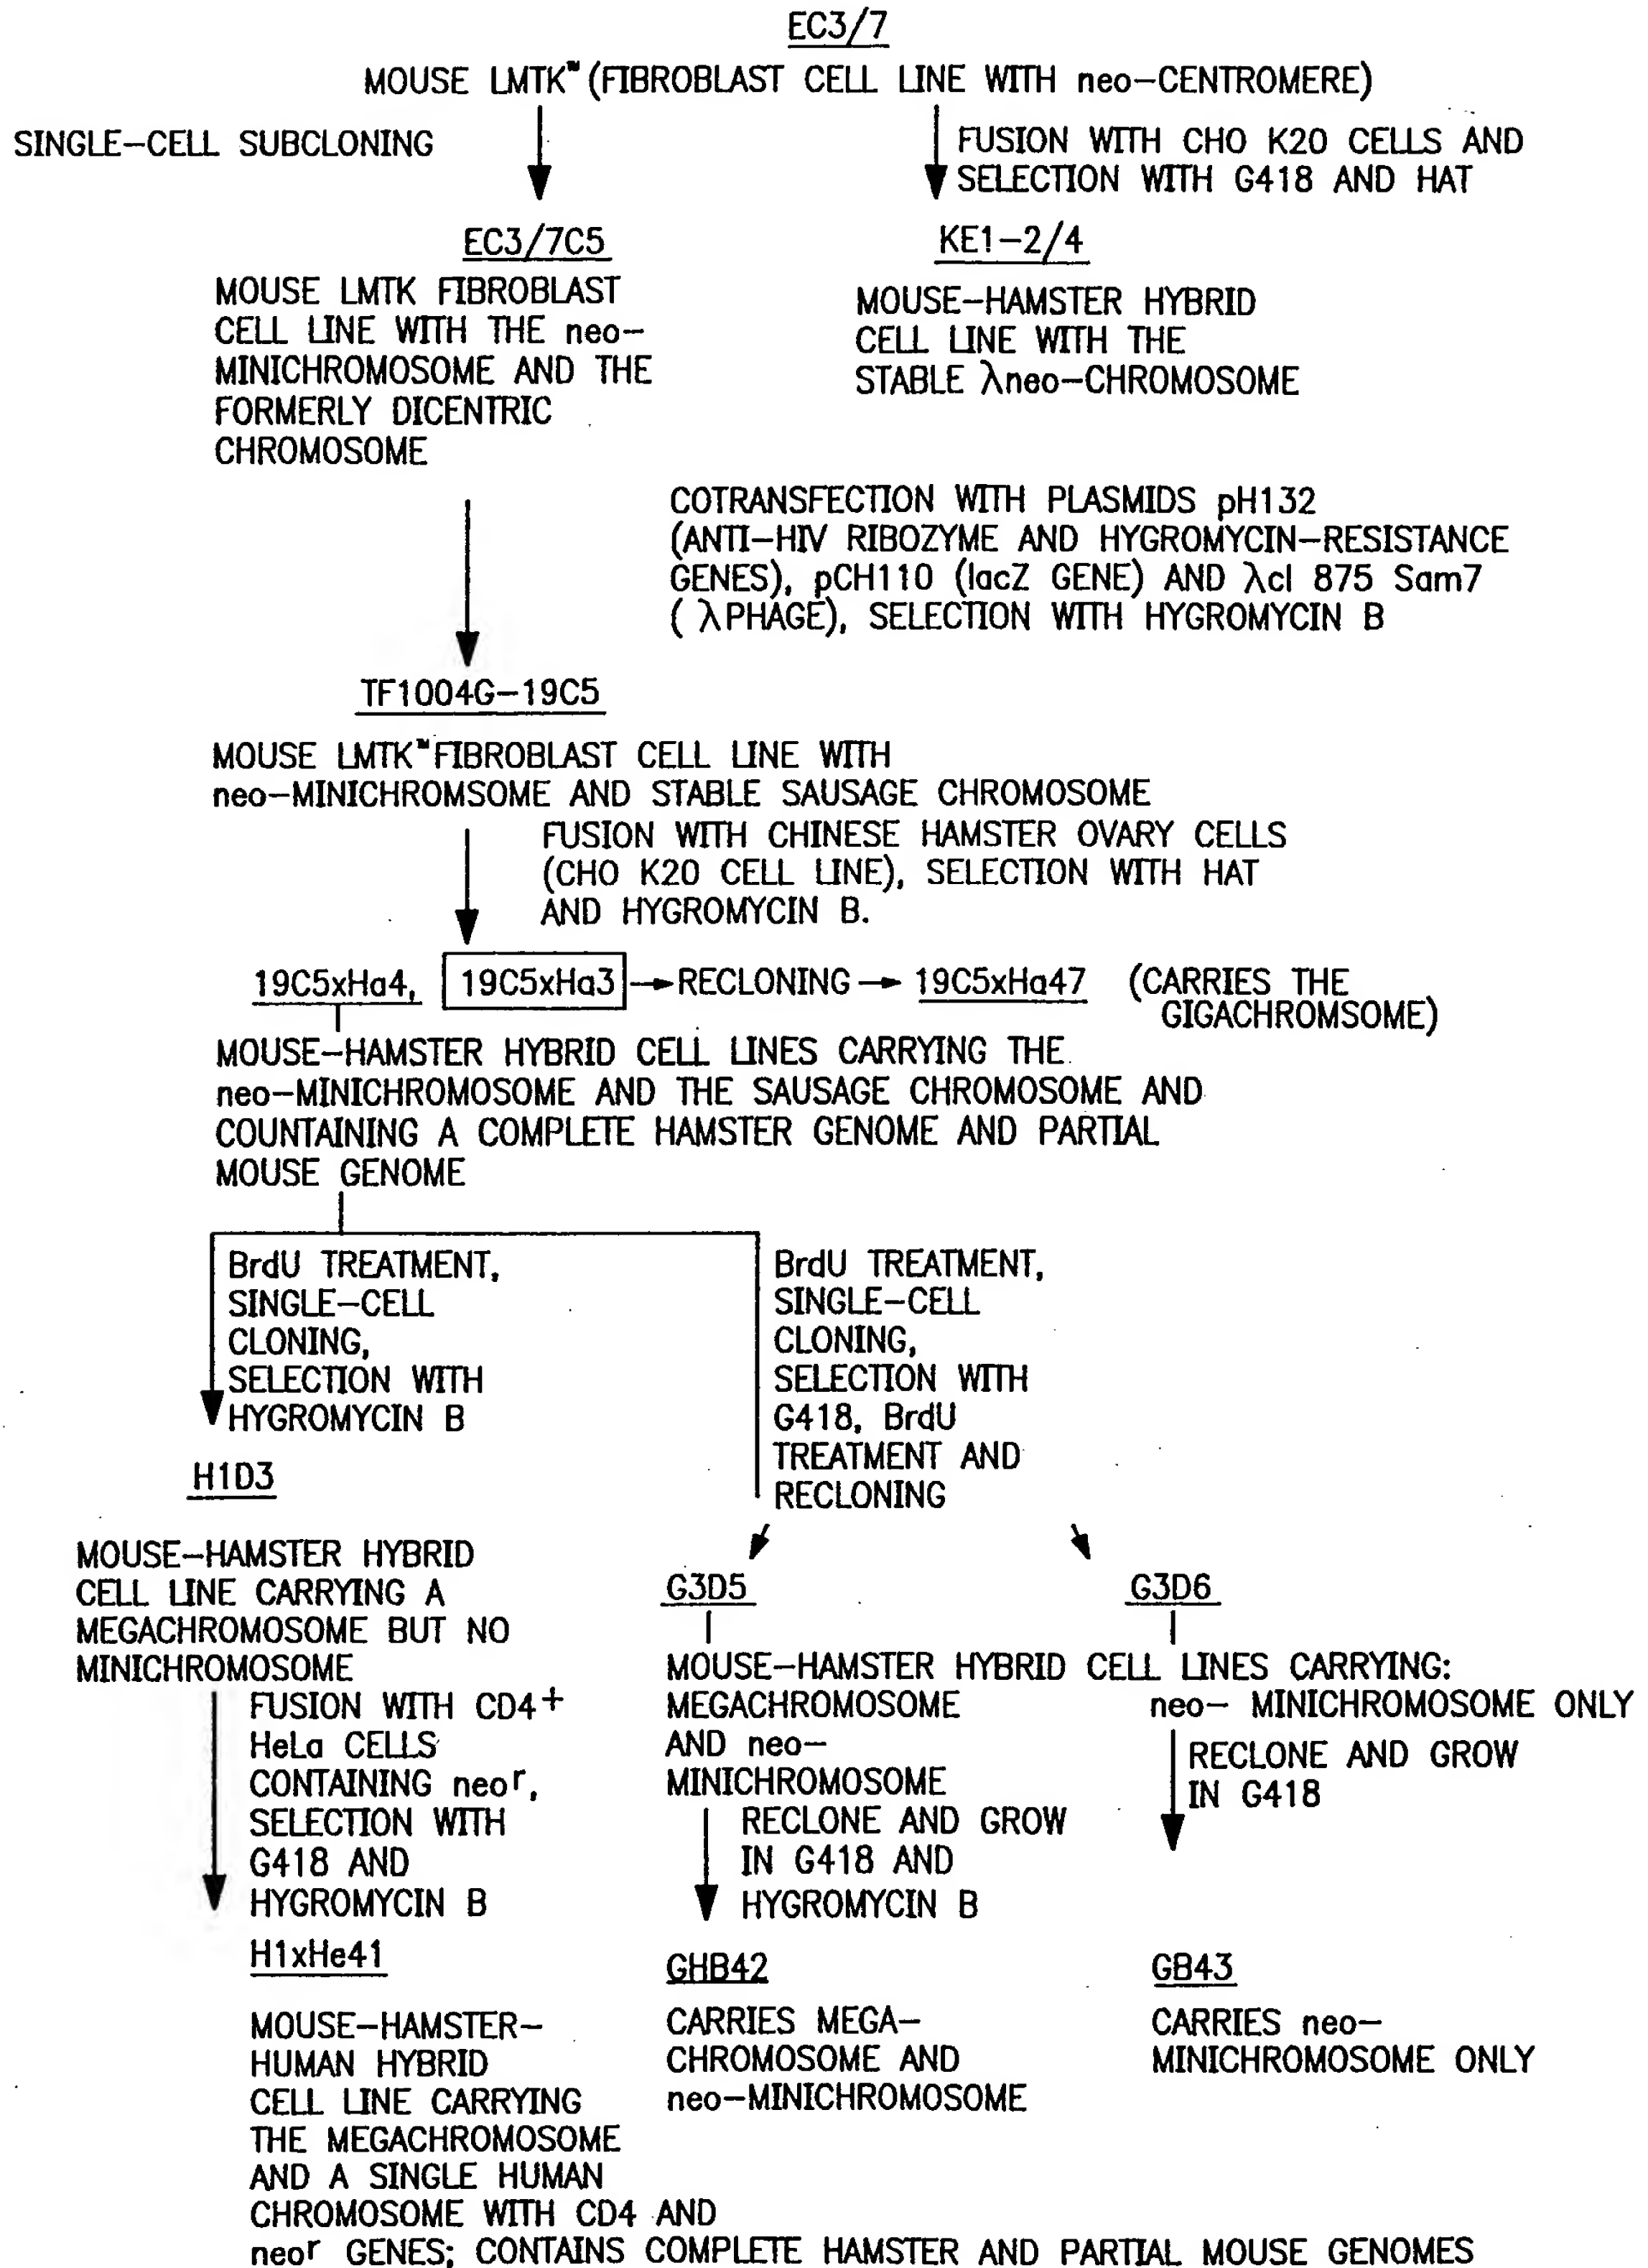 EC3/7
MOUSE LMTK⁻ (FIBROBLAST CELL LINE WITH neo-CENTROMERE)
SINGLE-CELL SUBCLONING
FUSION WITH CHO K20 CELLS AND
SELECTION WITH G418 AND HAT
EC3/7C5
MOUSE LMTK FIBROBLAST
CELL LINE WITH THE neo-
MINICHROMOSOME AND THE
FORMERLY DICENTRIC
CHROMOSOME
KE1-2/4
MOUSE-HAMSTER HYBRID
CELL LINE WITH THE
STABLE λneo-CHROMOSOME
COTRANSFECTION WITH PLASMIDS pH132
(ANTI-HIV RIBOZYME AND HYGROMYCIN-RESISTANCE
GENES), pCH110 (lacZ GENE) AND λcl 875 Sam7
( λPHAGE), SELECTION WITH HYGROMYCIN B
TF1004G-19C5
MOUSE LMTK⁻ FIBROBLAST CELL LINE WITH
neo-MINICHROMSOME AND STABLE SAUSAGE CHROMOSOME
FUSION WITH CHINESE HAMSTER OVARY CELLS
(CHO K20 CELL LINE), SELECTION WITH HAT
AND HYGROMYCIN B.
19C5xHa4, 19C5xHa3 → RECLONING → 19C5xHa47 (CARRIES THE
GIGACHROMSOME)
MOUSE-HAMSTER HYBRID CELL LINES CARRYING THE
neo-MINICHROMOSOME AND THE SAUSAGE CHROMOSOME AND
COUNTAINING A COMPLETE HAMSTER GENOME AND PARTIAL
MOUSE GENOME
BrdU TREATMENT,
SINGLE-CELL
CLONING,
SELECTION WITH
HYGROMYCIN B
BrdU TREATMENT,
SINGLE-CELL
CLONING,
SELECTION WITH
G418, BrdU
TREATMENT AND
RECLONING
H1D3
MOUSE-HAMSTER HYBRID
CELL LINE CARRYING A
MEGACHROMOSOME BUT NO
MINICHROMOSOME
G3D5
G3D6
MOUSE-HAMSTER HYBRID CELL LINES CARRYING:
MEGACHROMOSOME
AND neo-
MINICHROMOSOME
neo- MINICHROMOSOME ONLY
FUSION WITH CD4+
HeLa CELLS
CONTAINING neoʳ,
SELECTION WITH
G418 AND
HYGROMYCIN B
RECLONE AND GROW
IN G418 AND
HYGROMYCIN B
RECLONE AND GROW
IN G418
H1xHe41
MOUSE-HAMSTER-
HUMAN HYBRID
CELL LINE CARRYING
THE MEGACHROMOSOME
AND A SINGLE HUMAN
CHROMOSOME WITH CD4 AND
neoʳ GENES; CONTAINS COMPLETE HAMSTER AND PARTIAL MOUSE GENOMES
GHB42
CARRIES MEGA-
CHROMOSOME AND
neo-MINICHROMOSOME
GB43
CARRIES neo-
MINICHROMOSOME ONLY